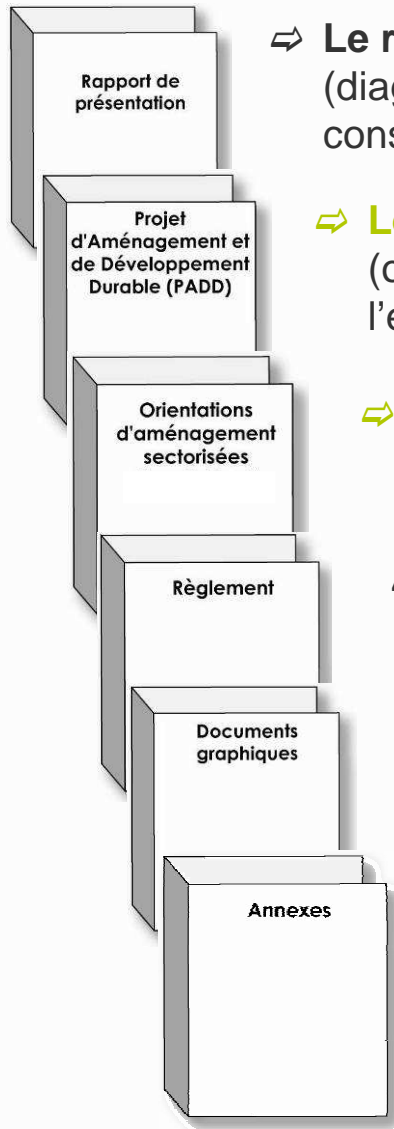 Rapport de
présentation
⇨ Le r
(diag
cons
Projet
d'Aménagement et
de Développement
Durable (PADD)
⇨ L
(
l'e
Orientations
d'aménagement
sectorisées
⇨
Règlement
Documents
graphiques
Annexes